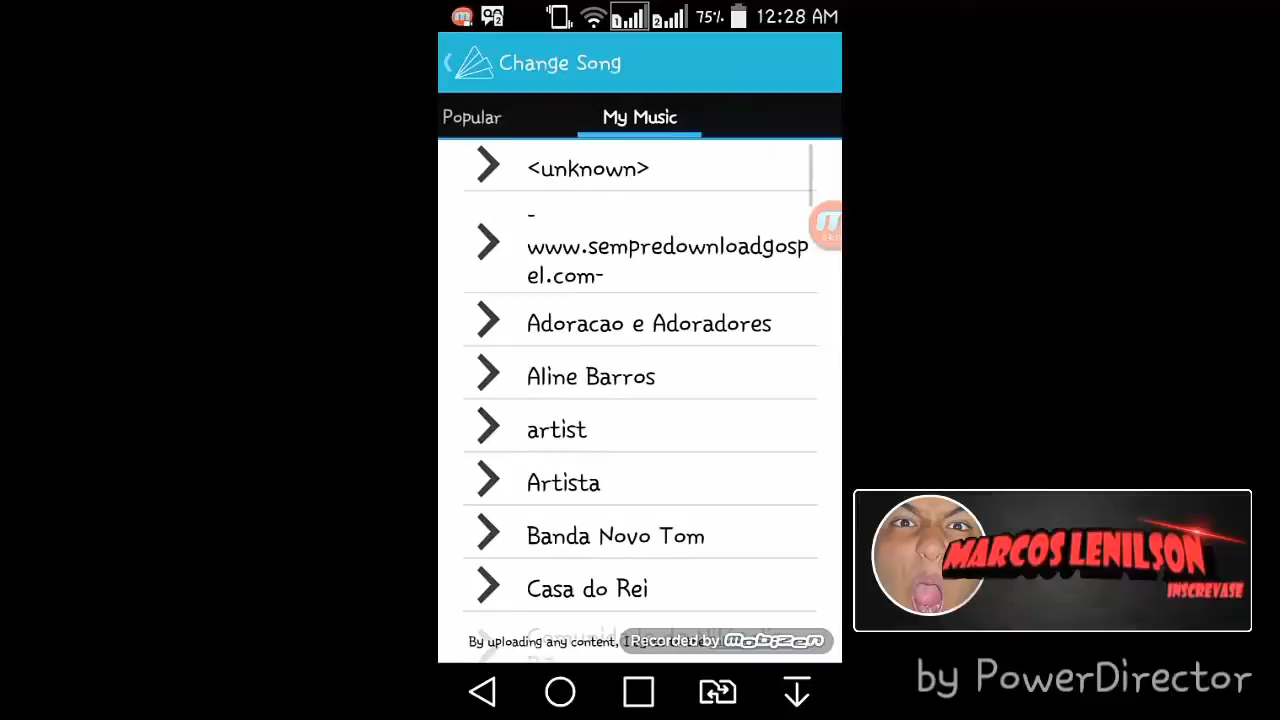 75% 12:28 AM
Change Song
Popular
My Music
<unknown>
-
www.sempredownloadgosp
el.com-
Adoracao e Adoradores
Aline Barros
artist
Artista
Banda Novo Tom
Casa do Rei
By uploading any content, I
Recorded by mobizen
MARCOS LENILSON
INSCREVASE
by PowerDirector